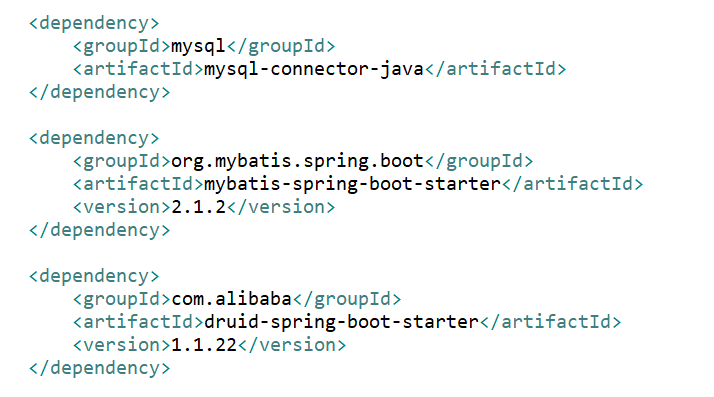 <dependency>
    <groupId>mysql</groupId>
    <artifactId>mysql-connector-java</artifactId>
</dependency>

<dependency>
    <groupId>org.mybatis.spring.boot</groupId>
    <artifactId>mybatis-spring-boot-starter</artifactId>
    <version>2.1.2</version>
</dependency>

<dependency>
    <groupId>com.alibaba</groupId>
    <artifactId>druid-spring-boot-starter</artifactId>
    <version>1.1.22</version>
</dependency>